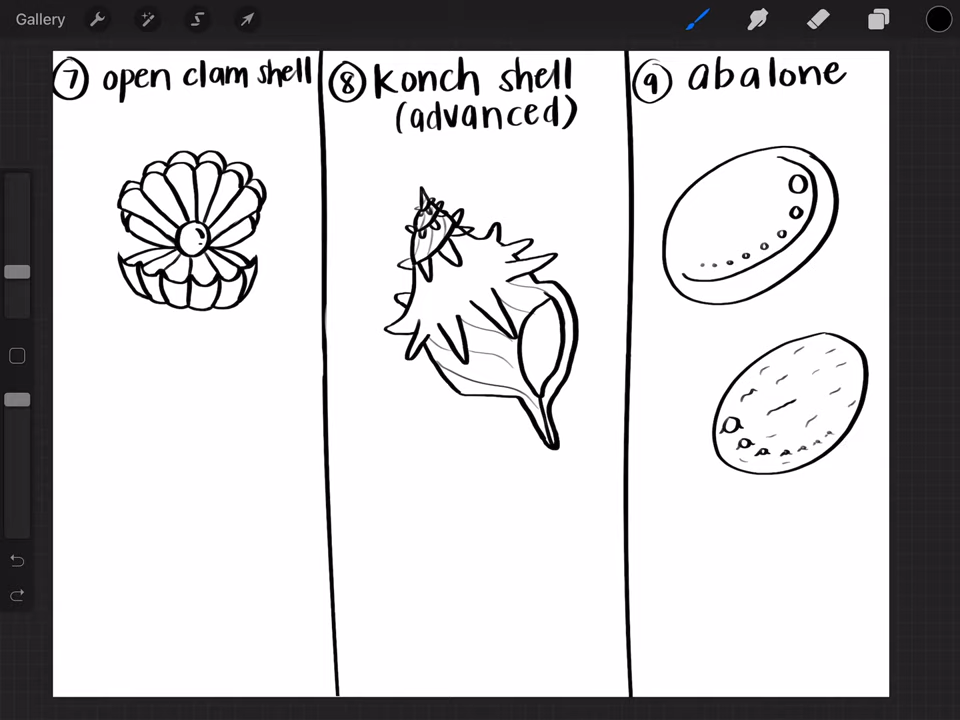 Gallery
7 open clam shell
8 Konch shell
(advanced)
9 abalone